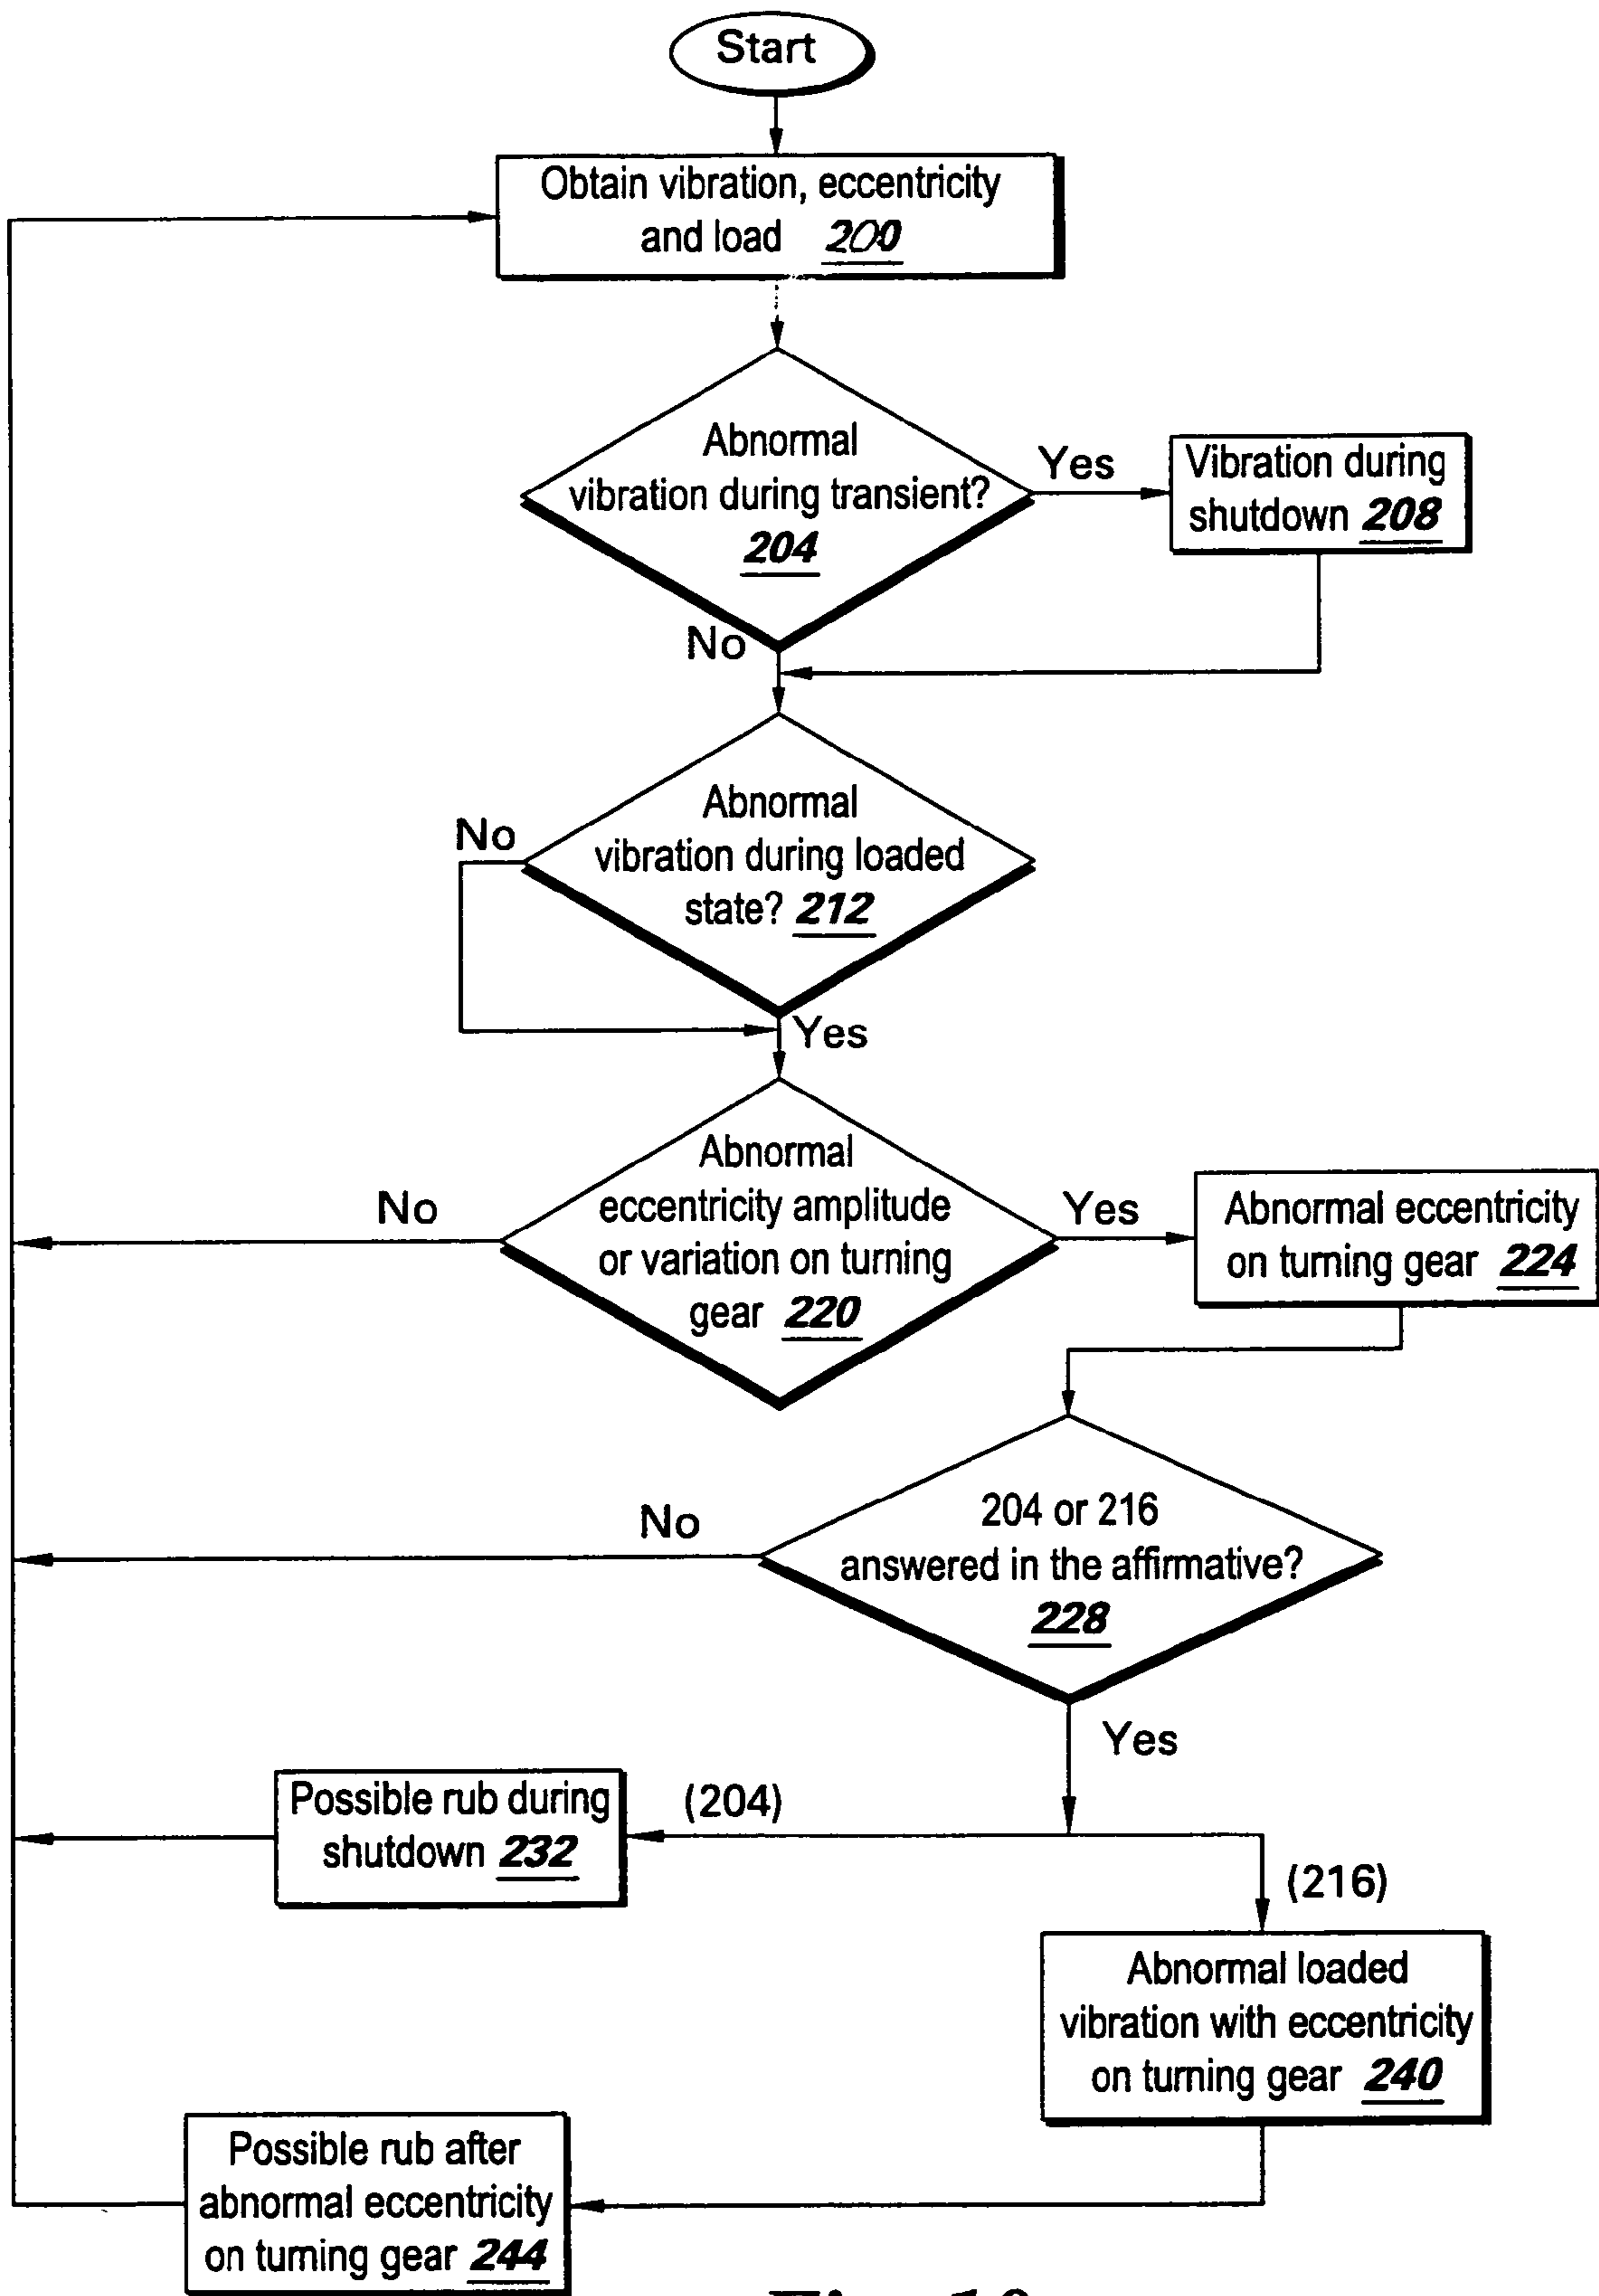 Start
Obtain vibration, eccentricity
and load 200
Abnormal
vibration during transient?
204
Yes
Vibration during
shutdown 208
No
Abnormal
vibration during loaded
state? 212
No
Yes
Abnormal
eccentricity amplitude
or variation on turning
gear 220
No
Yes
Abnormal eccentricity
on turning gear 224
204 or 216
answered in the affirmative?
228
No
Yes
(204)
Possible rub during
shutdown 232
(216)
Abnormal loaded
vibration with eccentricity
on turning gear 240
Possible rub after
abnormal eccentricity
on turning gear 244